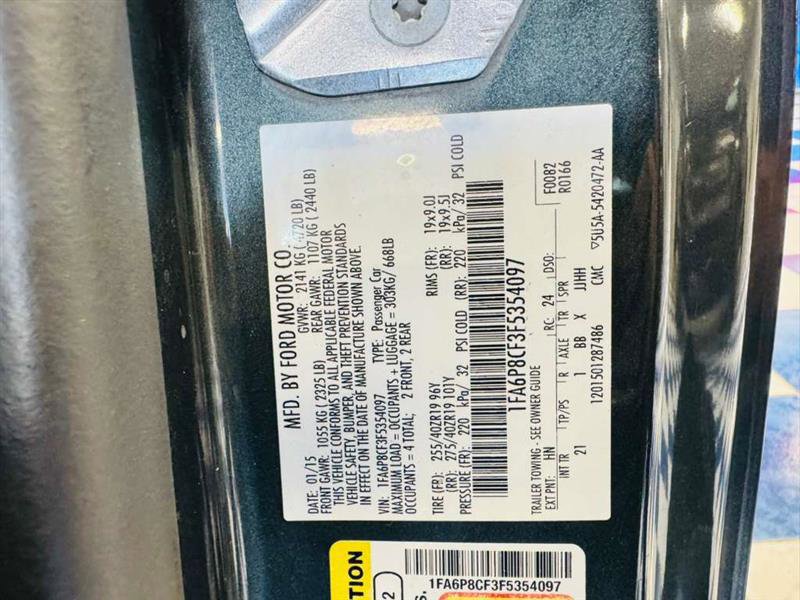 MFD. BY FORD MOTOR CO.
DATE: 01/15 GVWR: 2141 KG ( 4720 LB)
FRONT GAWR: 1055 KG ( 2325 LB) REAR GAWR: 1107 KG ( 2440 LB)
THIS VEHICLE CONFORMS TO ALL APPLICABLE FEDERAL MOTOR
VEHICLE SAFETY, BUMPER, AND THEFT PREVENTION STANDARDS
IN EFFECT ON THE DATE OF MANUFACTURE SHOWN ABOVE.
VIN: 1FA6P8CF3F5354097 TYPE: Passenger Car
MAXIMUM LOAD = OCCUPANTS + LUGGAGE = 303KG/ 668LB
OCCUPANTS = 4 TOTAL; 2 FRONT, 2 REAR
TIRE (FR): 255/40ZR19 96Y RIMS (FR): 19x9.0J
(RR): 275/40ZR19 101Y (RR): 19x9.5J
PRESSURE (FR): 220 kPa/ 32 PSI COLD (RR): 220 kPa/ 32 PSI COLD
1FA6P8CF3F5354097
TRAILER TOWING - SEE OWNER GUIDE F0082
EXT PNT: HN RC: 24 DSO: R0166
INT TR TP/PS R AXLE TR SPR
21 1 BB X JJHH
1201501287486 CMC ▽5U5A-5420472-AA
1FA6P8CF3F5354097